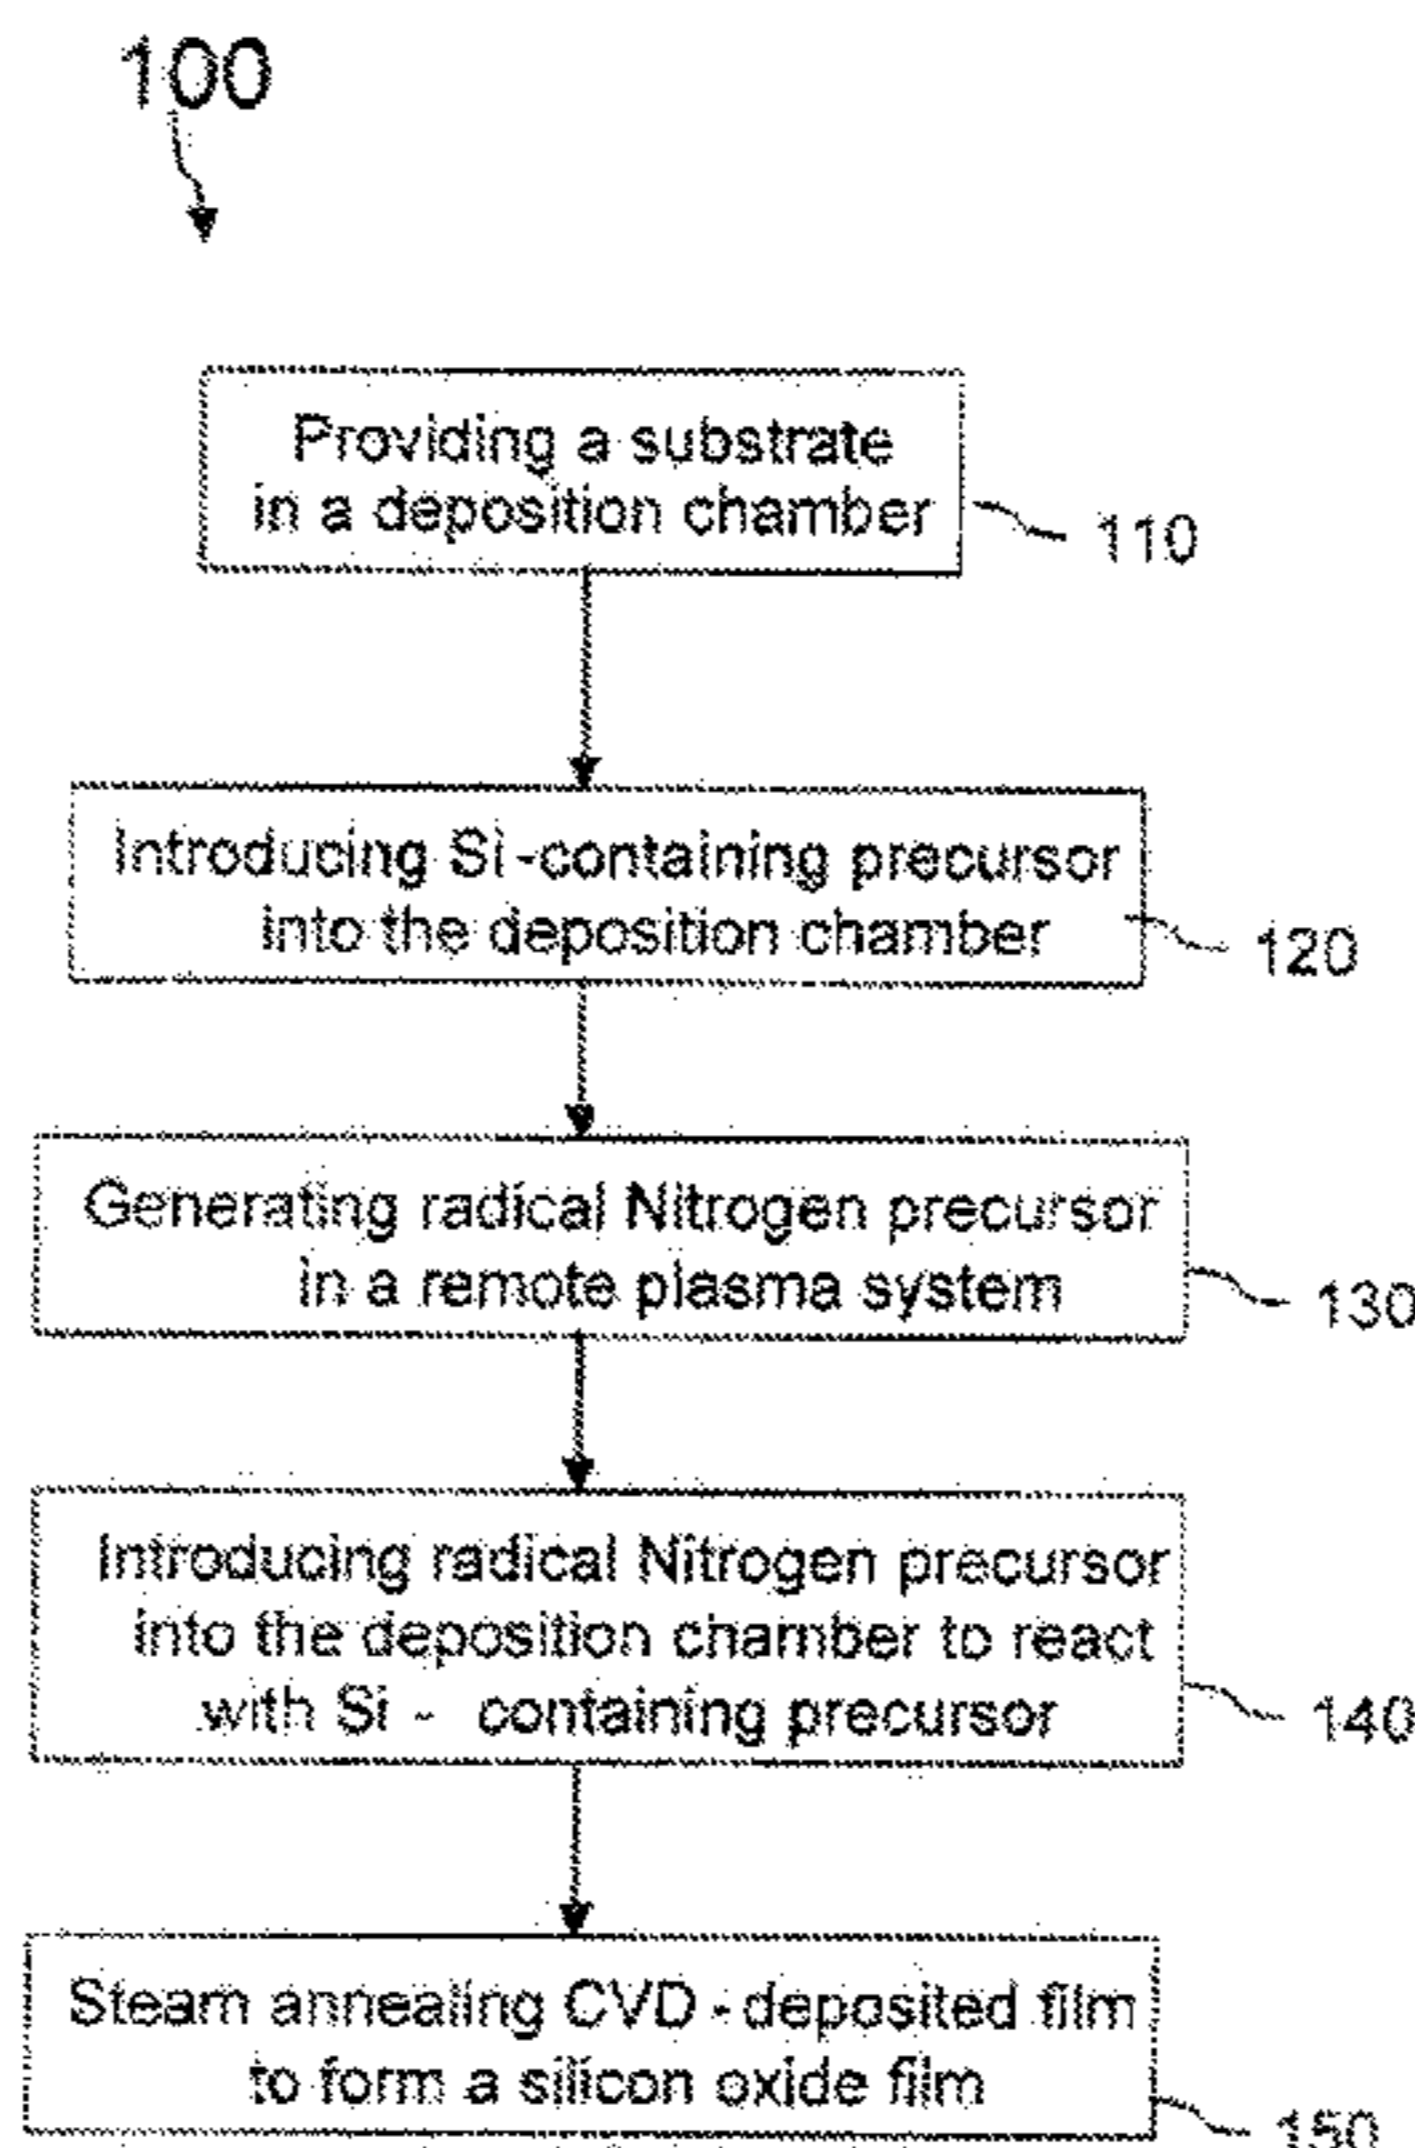 100
Providing a substrate
in a deposition chamber
110
Introducing Si-containing precursor
into the deposition chamber
120
Generating radical Nitrogen precursor
in a remote plasma system
130
Introducing radical Nitrogen precursor
into the deposition chamber to react
with Si - containing precursor
140
Steam annealing CVD-deposited film
to form a silicon oxide film
150